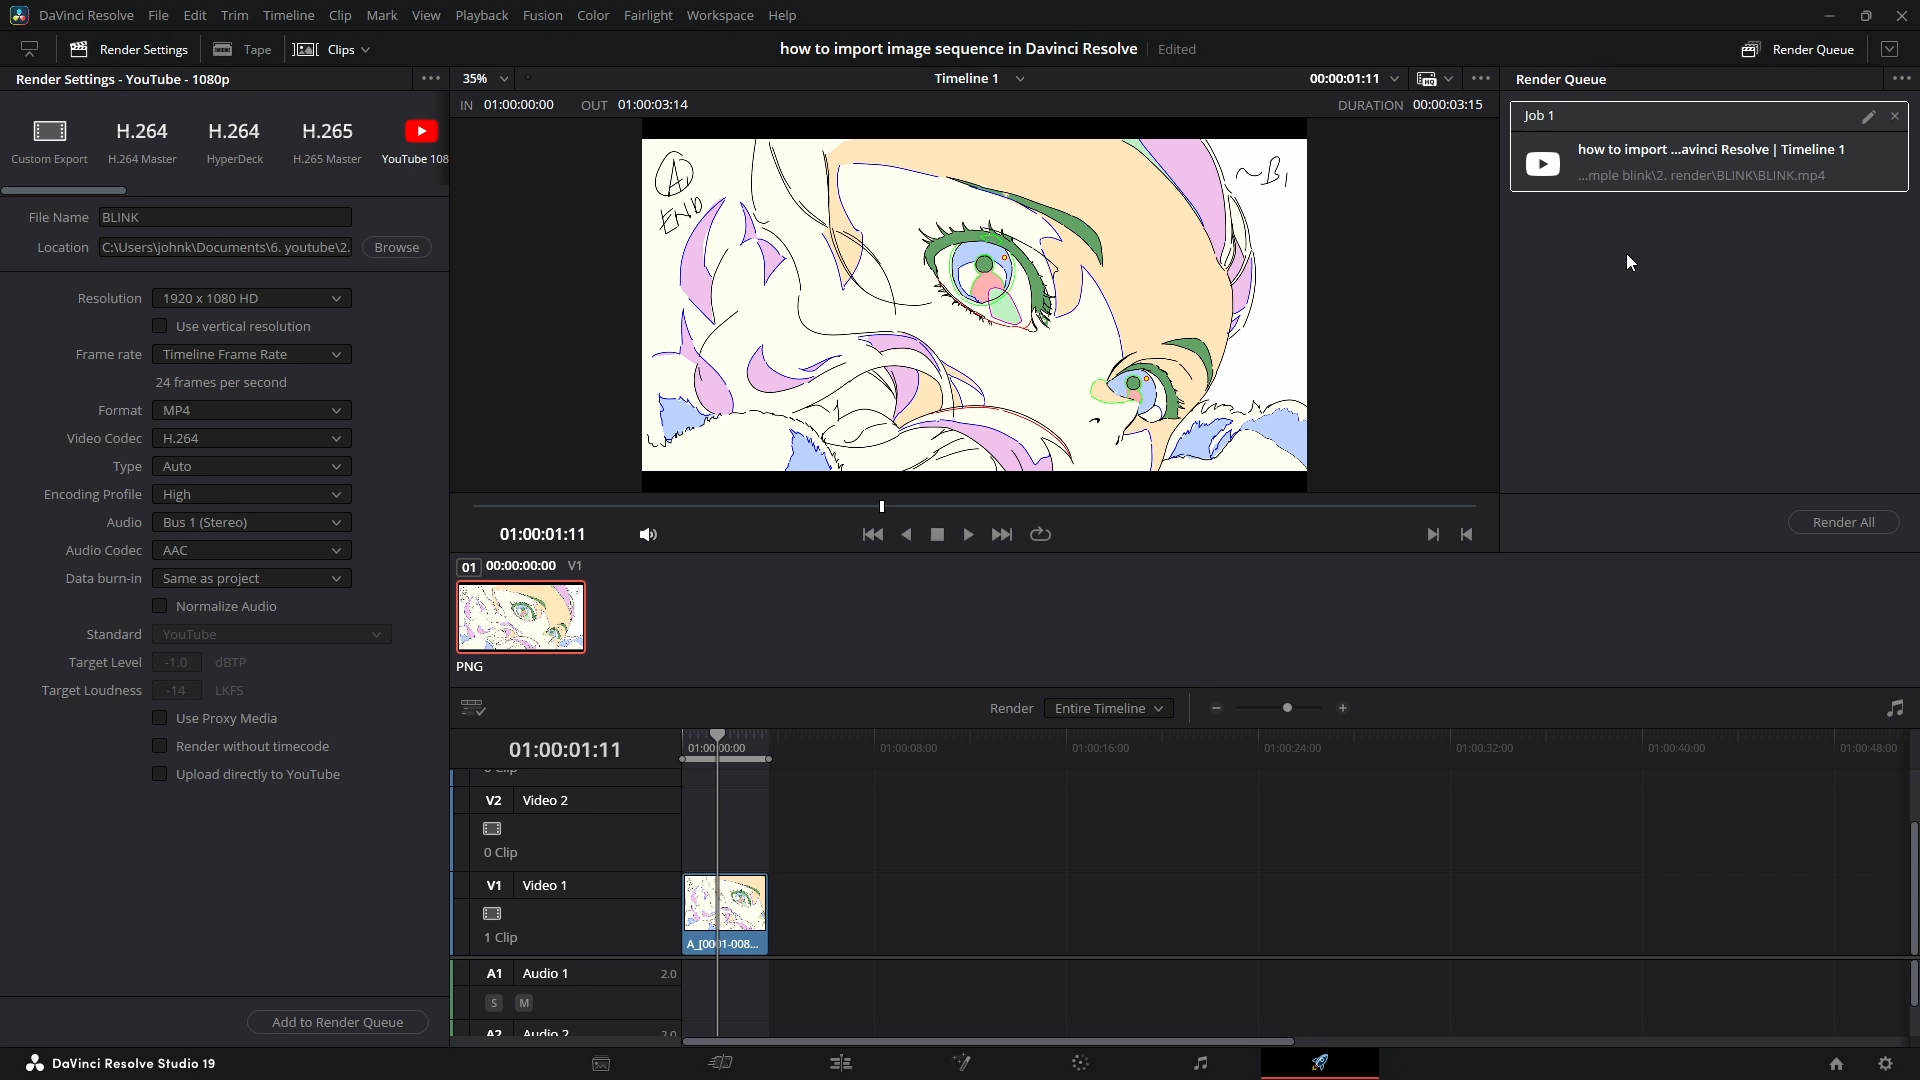 DaVinci Resolve File Edit Trim Timeline Clip Mark View Playback Fusion Color Fairlight Workspace Help
Render Settings Tape Clips how to import image sequence in Davinci Resolve Edited Render Queue
Render Settings - YouTube - 1080p 35% Timeline 1 00:00:01:11 Render Queue
IN 01:00:00:00 OUT 01:00:03:14 DURATION 00:00:03:15
H.264 H.264 H.265
Custom Export H.264 Master HyperDeck H.265 Master YouTube 108
Job 1
how to import ...avinci Resolve | Timeline 1
...mple blink\2. render\BLINK\BLINK.mp4
A
END
~B1
File Name BLINK
Location C:\Users\johnk\Documents\6. youtube\2. Browse
Resolution 1920 x 1080 HD
Use vertical resolution
Frame rate Timeline Frame Rate
24 frames per second
Format MP4
Video Codec H.264
Type Auto
Encoding Profile High
Audio Bus 1 (Stereo)
Audio Codec AAC
Data burn-in Same as project
Normalize Audio
Standard YouTube
Target Level -1.0 dBTP
Target Loudness -14 LKFS
Use Proxy Media
Render without timecode
Upload directly to YouTube
Add to Render Queue
01:00:01:11
Render All
01 00:00:00:00 V1
PNG
Render Entire Timeline
01:00:01:11 01:00:00:00 01:00:08:00 01:00:16:00 01:00:24:00 01:00:32:00 01:00:40:00 01:00:48:00
0 Clip
V2 Video 2
0 Clip
V1 Video 1
1 Clip
A_[0001-008...
A1 Audio 1 2.0
S M
A2 Audio 2 2.0
DaVinci Resolve Studio 19